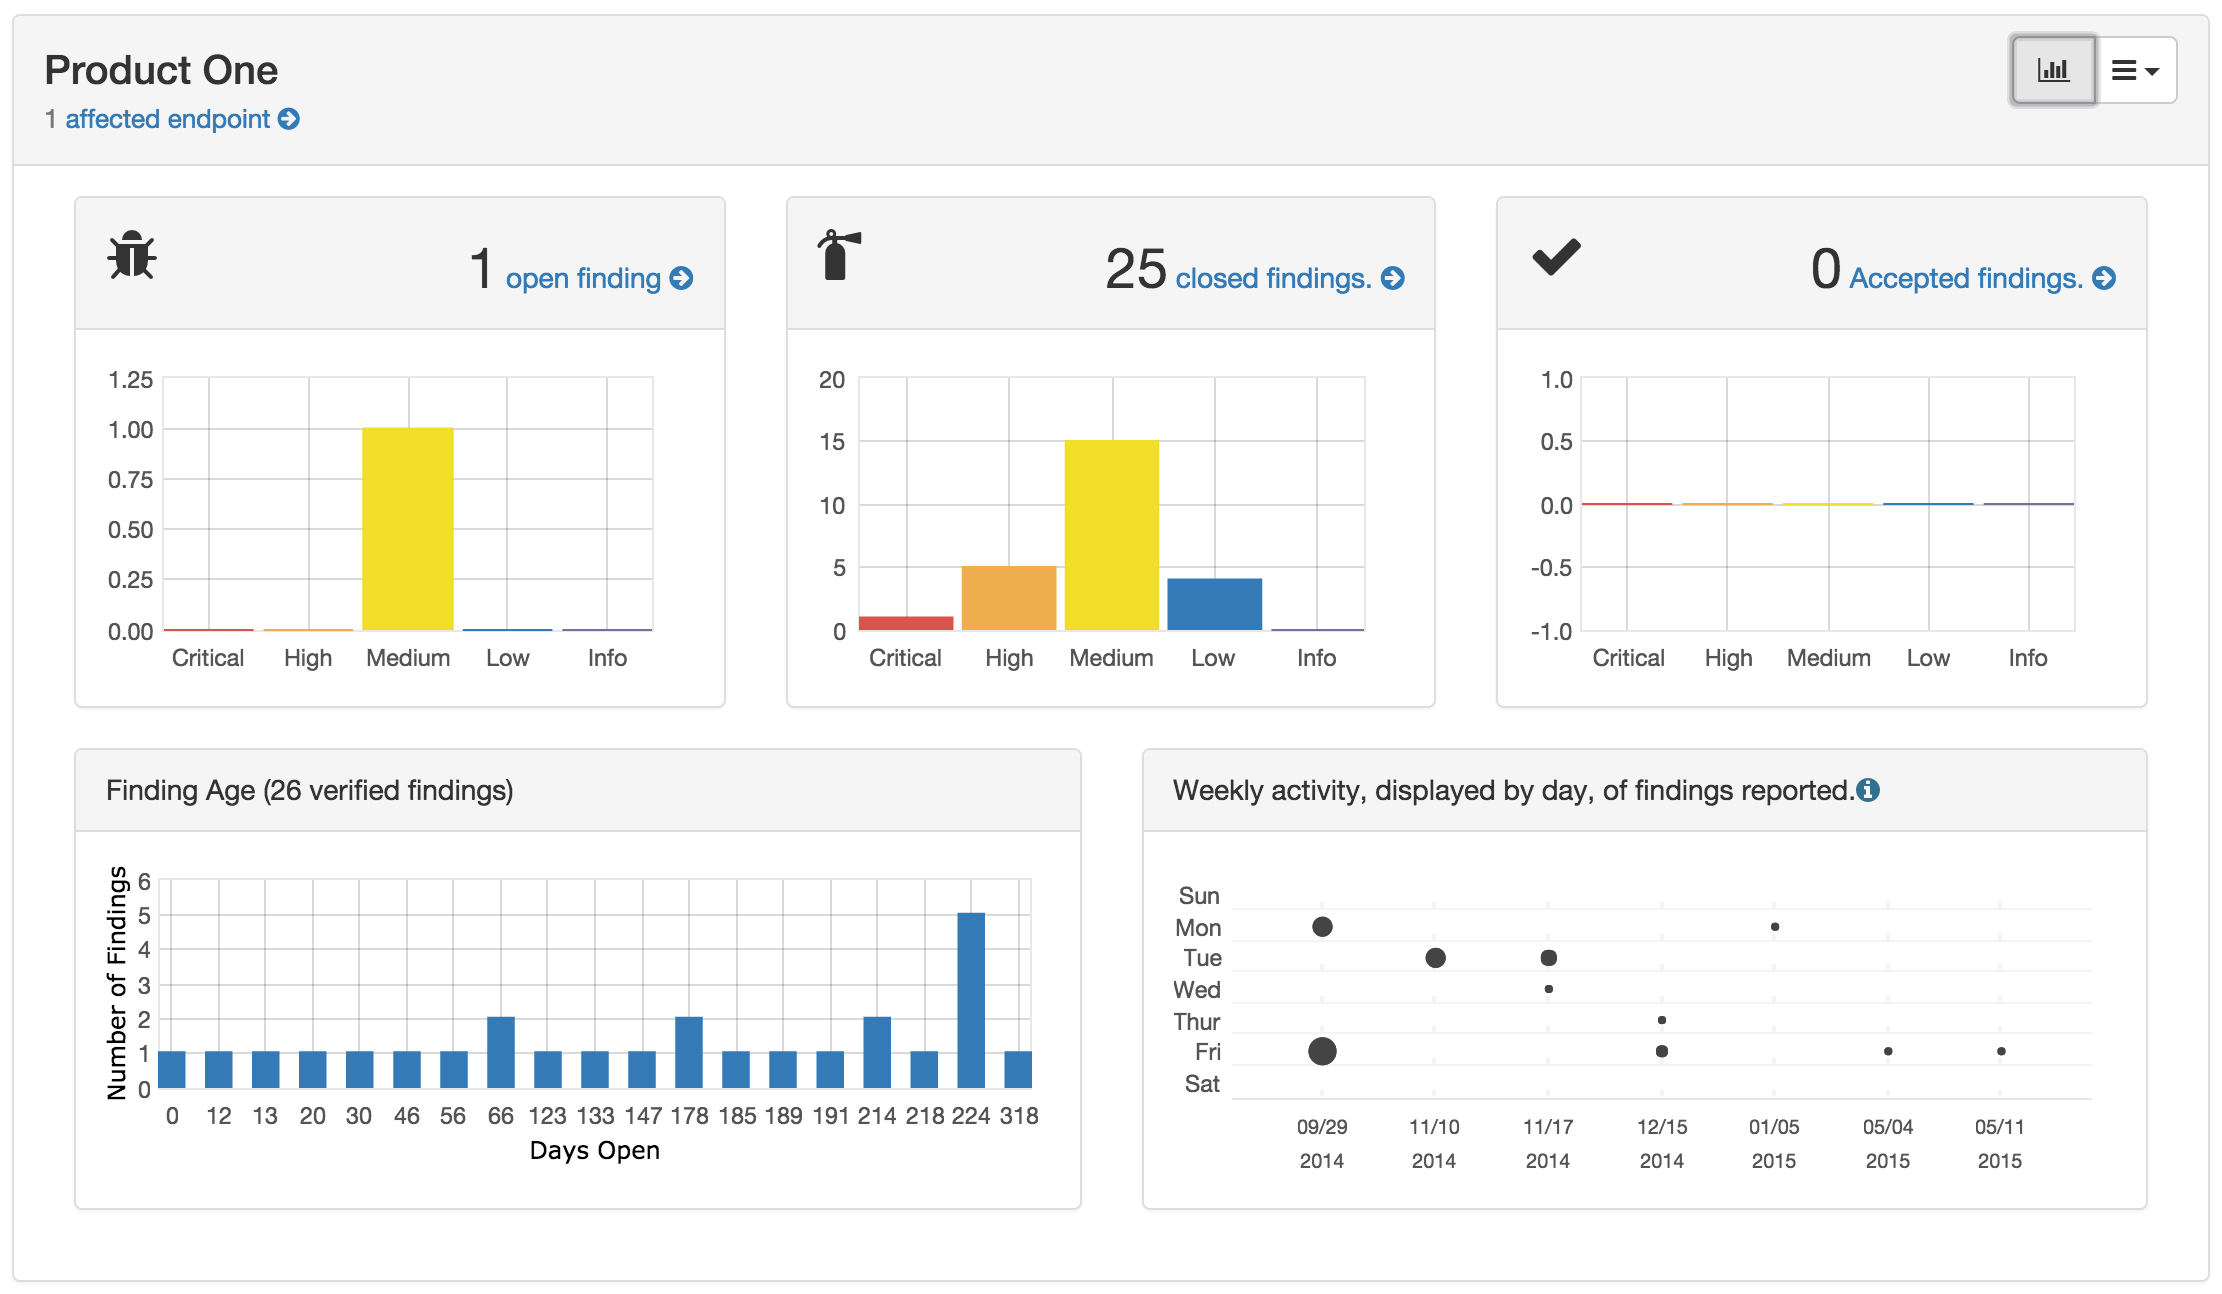 Product One
1 affected endpoint
1 open finding
1.25
1.00
0.75
0.50
0.25
0.00
Critical High Medium Low Info
25 closed findings.
20
15
10
5
0
Critical High Medium Low Info
0 Accepted findings.
1.0
0.5
0.0
-0.5
-1.0
Critical High Medium Low Info
Finding Age (26 verified findings)
Number of Findings
6
5
4
3
2
1
0
0 12 13 20 30 46 56 66 123 133 147 178 185 189 191 214 218 224 318
Days Open
Weekly activity, displayed by day, of findings reported.
Sun
Mon
Tue
Wed
Thur
Fri
Sat
09/29 11/10 11/17 12/15 01/05 05/04 05/11
2014 2014 2014 2014 2015 2015 2015